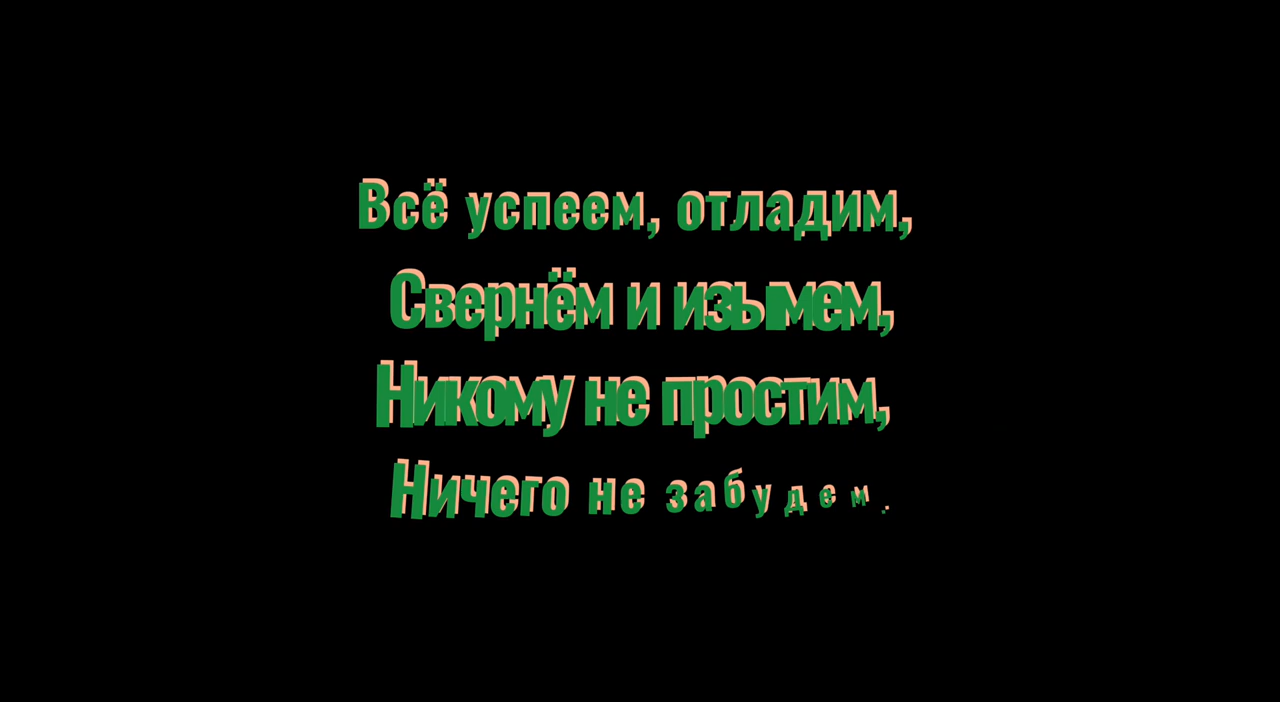 Всё успеем, отладим,
Свернём и изымем,
Никому не простим,
Ничего не забудем.